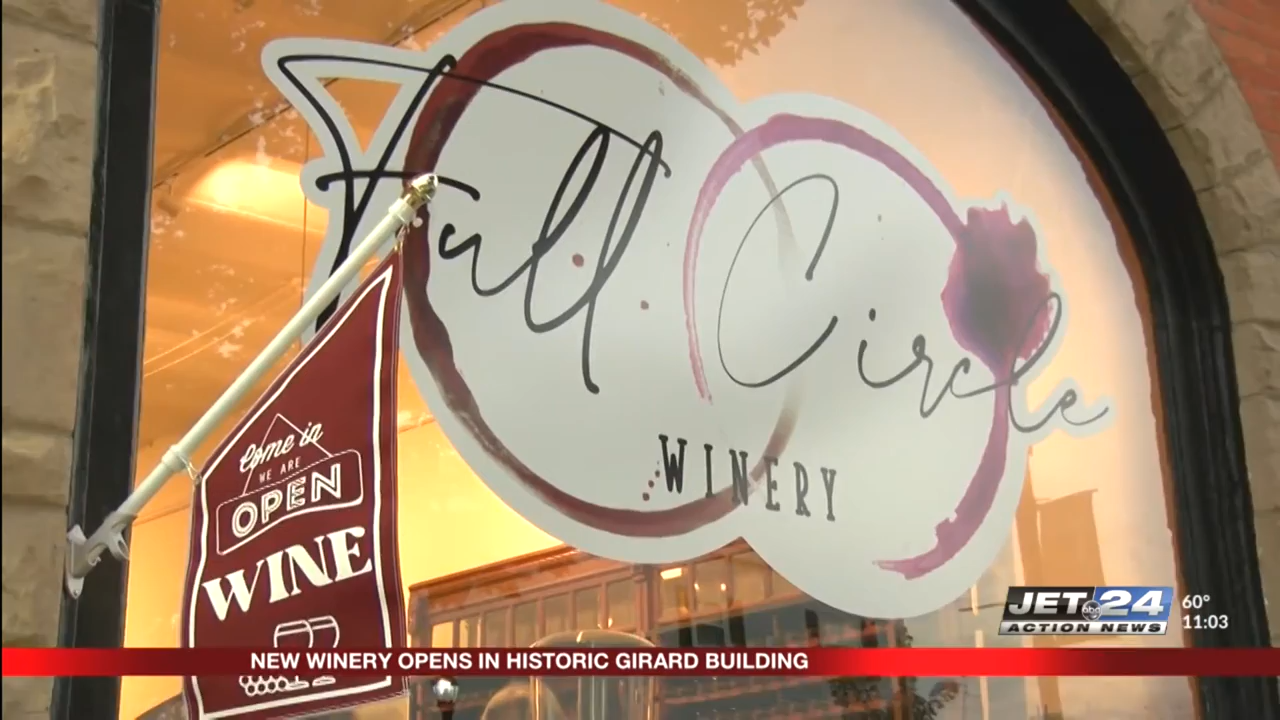 Full Circle
WINERY
Come in
WE ARE
OPEN
WINE
JET abc 24
ACTION NEWS
60°
11:03
NEW WINERY OPENS IN HISTORIC GIRARD BUILDING